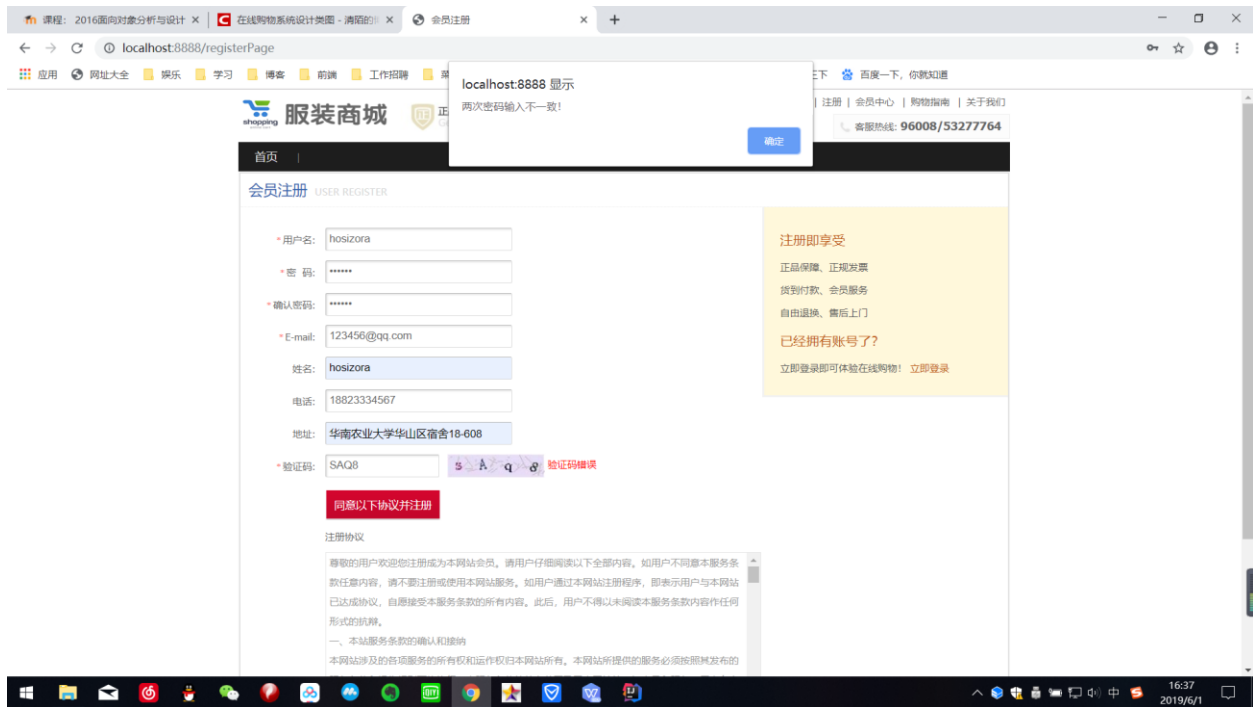 课程: 2016面向对象分析与设计
在线购物系统设计类图 - 清陌的
会员注册
localhost:8888/registerPage
应用 网址大全 娱乐 学习 博客 前端 工作招聘
百度一下，你就知道
localhost:8888 显示
两次密码输入不一致！
确定
shopping 服装商城
| 注册 | 会员中心 | 购物指南 | 关于我们
客服热线: 96008/53277764
首页 |
会员注册 USER REGISTER
*用户名: hosizora
*密 码: ••••••
*确认密码: ••••••
*E-mail: 123456@qq.com
姓名: hosizora
电话: 18823334567
地址: 华南农业大学华山区宿舍18-608
*验证码: SAQ8 S A q 8 验证码错误
同意以下协议并注册
注册协议
尊敬的用户欢迎您注册成为本网站会员。请用户仔细阅读以下全部内容。如用户不同意本服务条
款任意内容，请不要注册或使用本网站服务。如用户通过本网站注册程序，即表示用户与本网站
已达成协议，自愿接受本服务条款的所有内容。此后，用户不得以未阅读本服务条款内容作任何
形式的抗辩。
一、本站服务条款的确认和接纳
本网站涉及的各项服务的所有权和运作权归本网站所有。本网站所提供的服务必须按照其发布的
注册即享受
正品保障、正规发票
货到付款、会员服务
自由退换、售后上门
已经拥有账号了?
立即登录即可体验在线购物！ 立即登录
中
16:37
2019/6/1